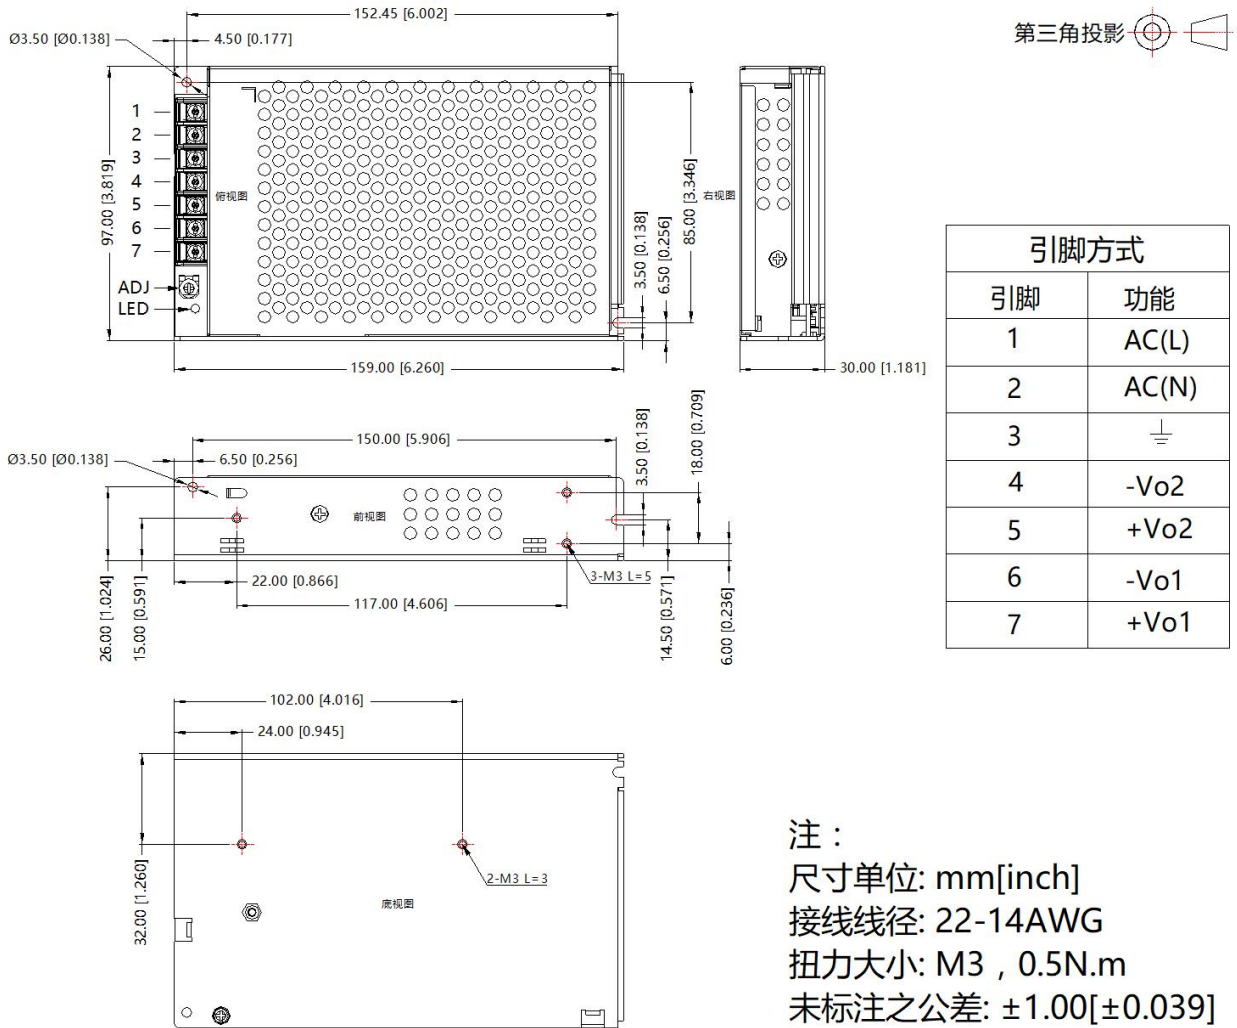 152.45 [6.002]
第三角投影
Ø3.50 [Ø0.138]
4.50 [0.177]
1
2
3
4
5
6
7
ADJ
LED
97.00 [3.819]
俯视图
3.50 [0.138]
6.50 [0.256]
85.00 [3.346]
右视图
159.00 [6.260]
30.00 [1.181]
引脚方式
引脚 功能
1 AC(L)
2 AC(N)
3
4 -Vo2
5 +Vo2
6 -Vo1
7 +Vo1
150.00 [5.906]
Ø3.50 [Ø0.138]
6.50 [0.256]
3.50 [0.138]
18.00 [0.709]
前视图
22.00 [0.866]
3-M3 L=5
117.00 [4.606]
26.00 [1.024]
15.00 [0.591]
14.50 [0.571]
6.00 [0.236]
102.00 [4.016]
24.00 [0.945]
32.00 [1.260]
2-M3 L=3
底视图
注：
尺寸单位: mm[inch]
接线线径: 22-14AWG
扭力大小: M3，0.5N.m
未标注之公差: ±1.00[±0.039]